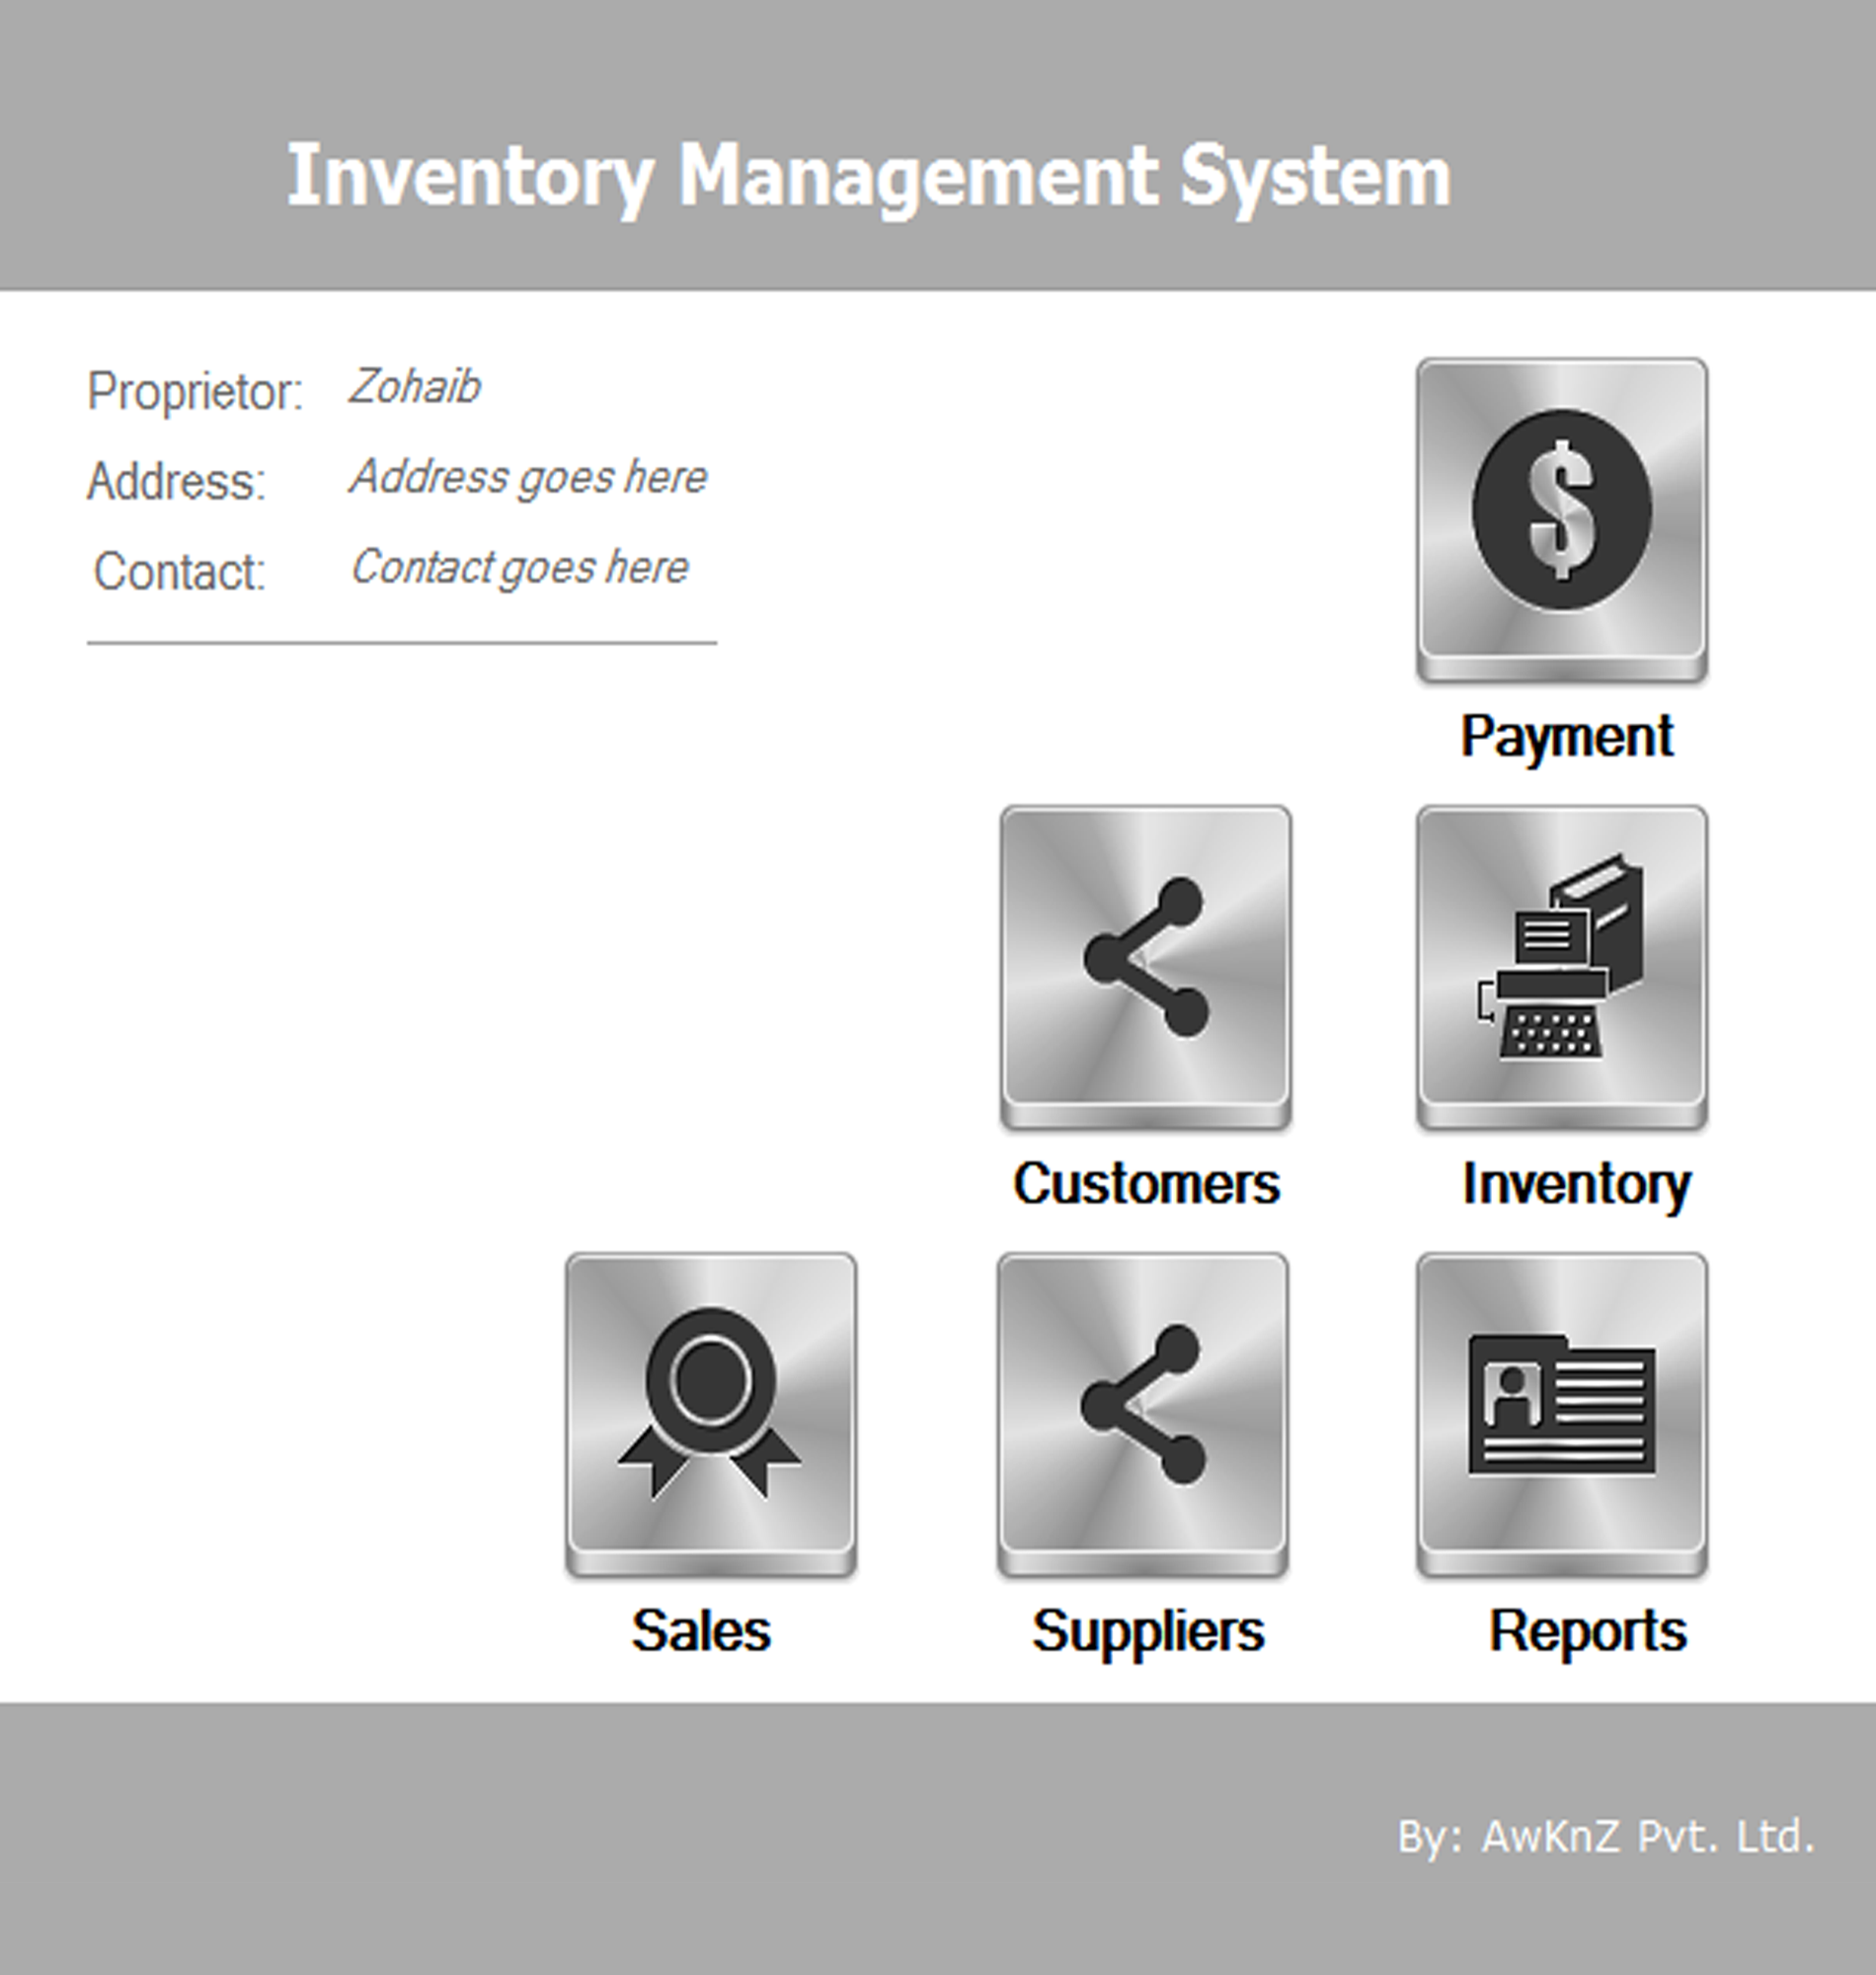 Inventory Management System
Proprietor: Zohaib
Address: Address goes here
Contact: Contact goes here
Payment
Customers Inventory
Sales Suppliers Reports
By: AwKnZ Pvt. Ltd.